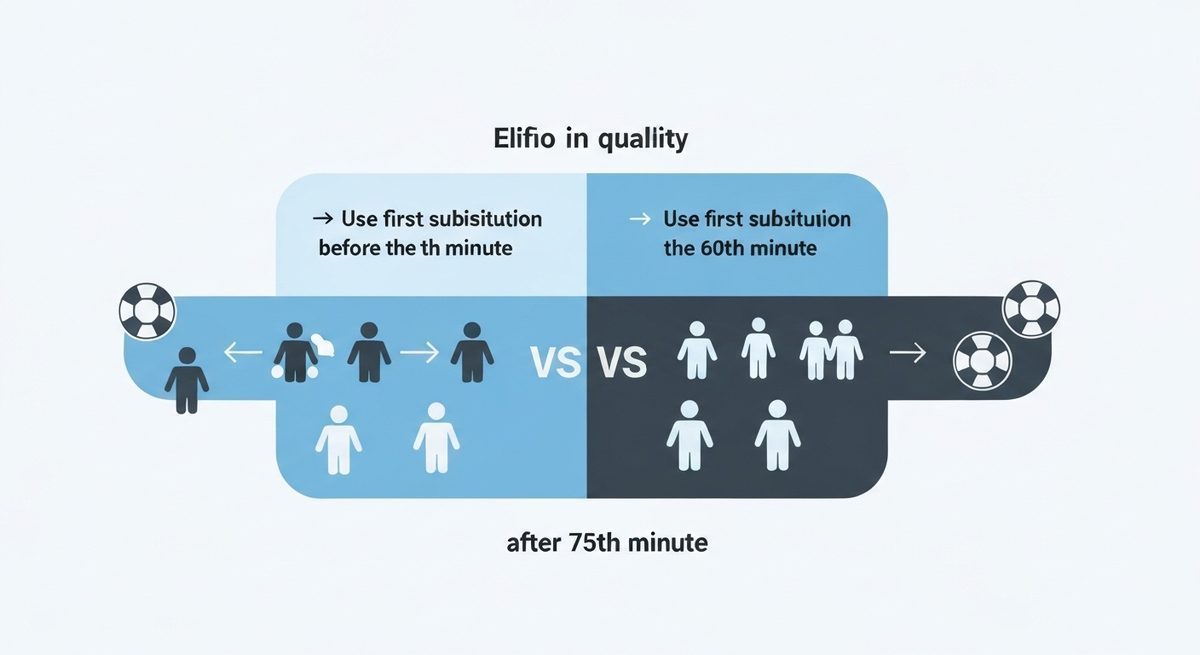 Elifio in quallity
→ Use first subisitution
before the th minute
→ Use first subsituiion
the 60th minute
VS VS
after 75th minute